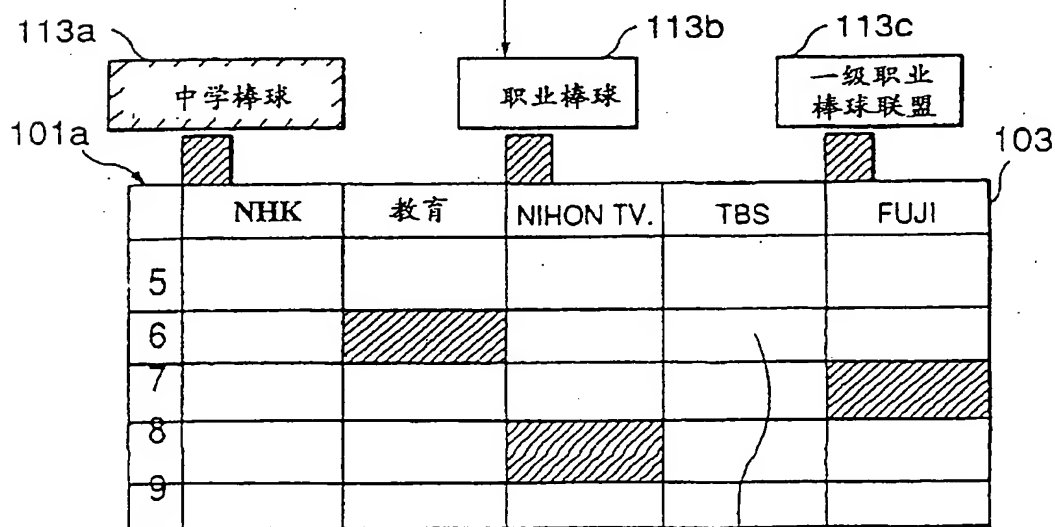 113a
113b
113c
中学棒球
职业棒球
一级职业
棒球联盟
101a
103
NHK
教育
NIHON TV.
TBS
FUJI
5
6
7
8
9